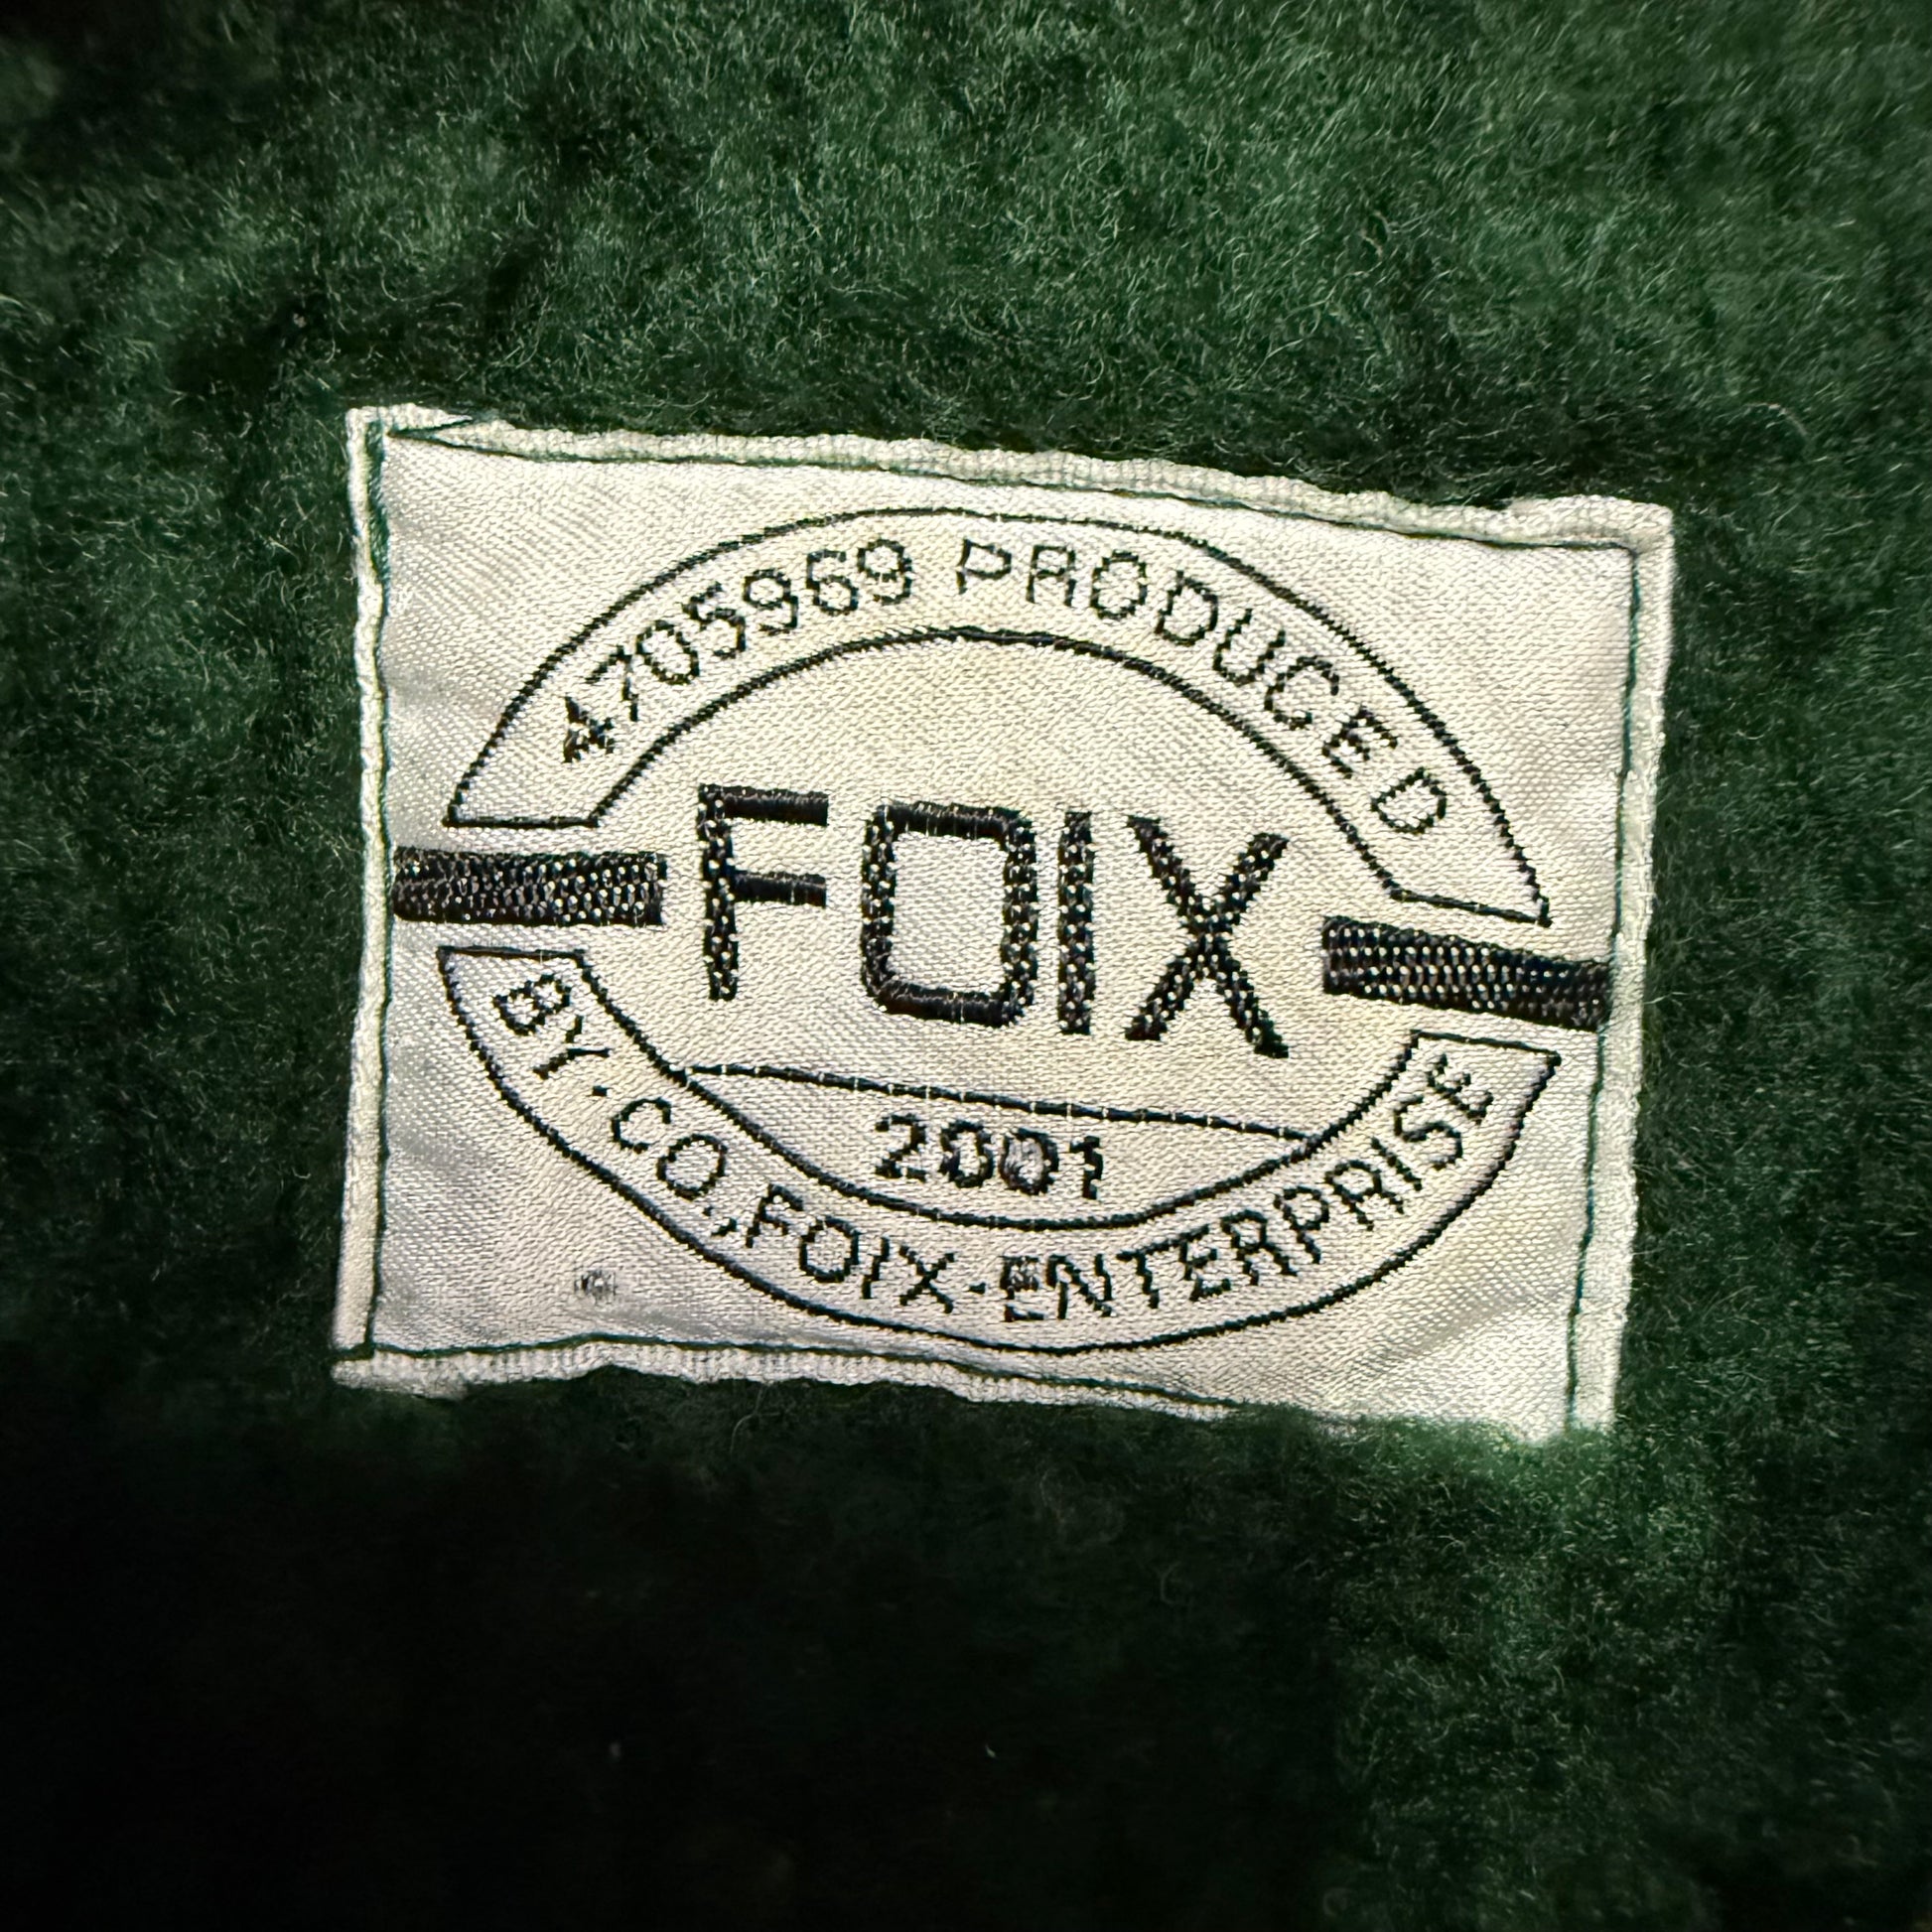 4705969 PRODUCED
FOIX
2001
BY·CO.,FOIX-ENTERPRISE